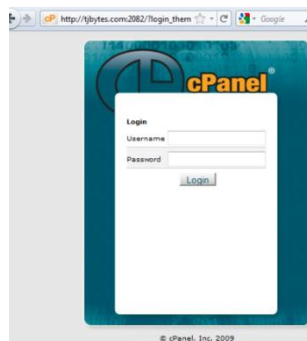 http://tjbytes.com:2082/?login_them
Google
cPanel®
Login
Username
Password
Login
© cPanel, Inc. 2009